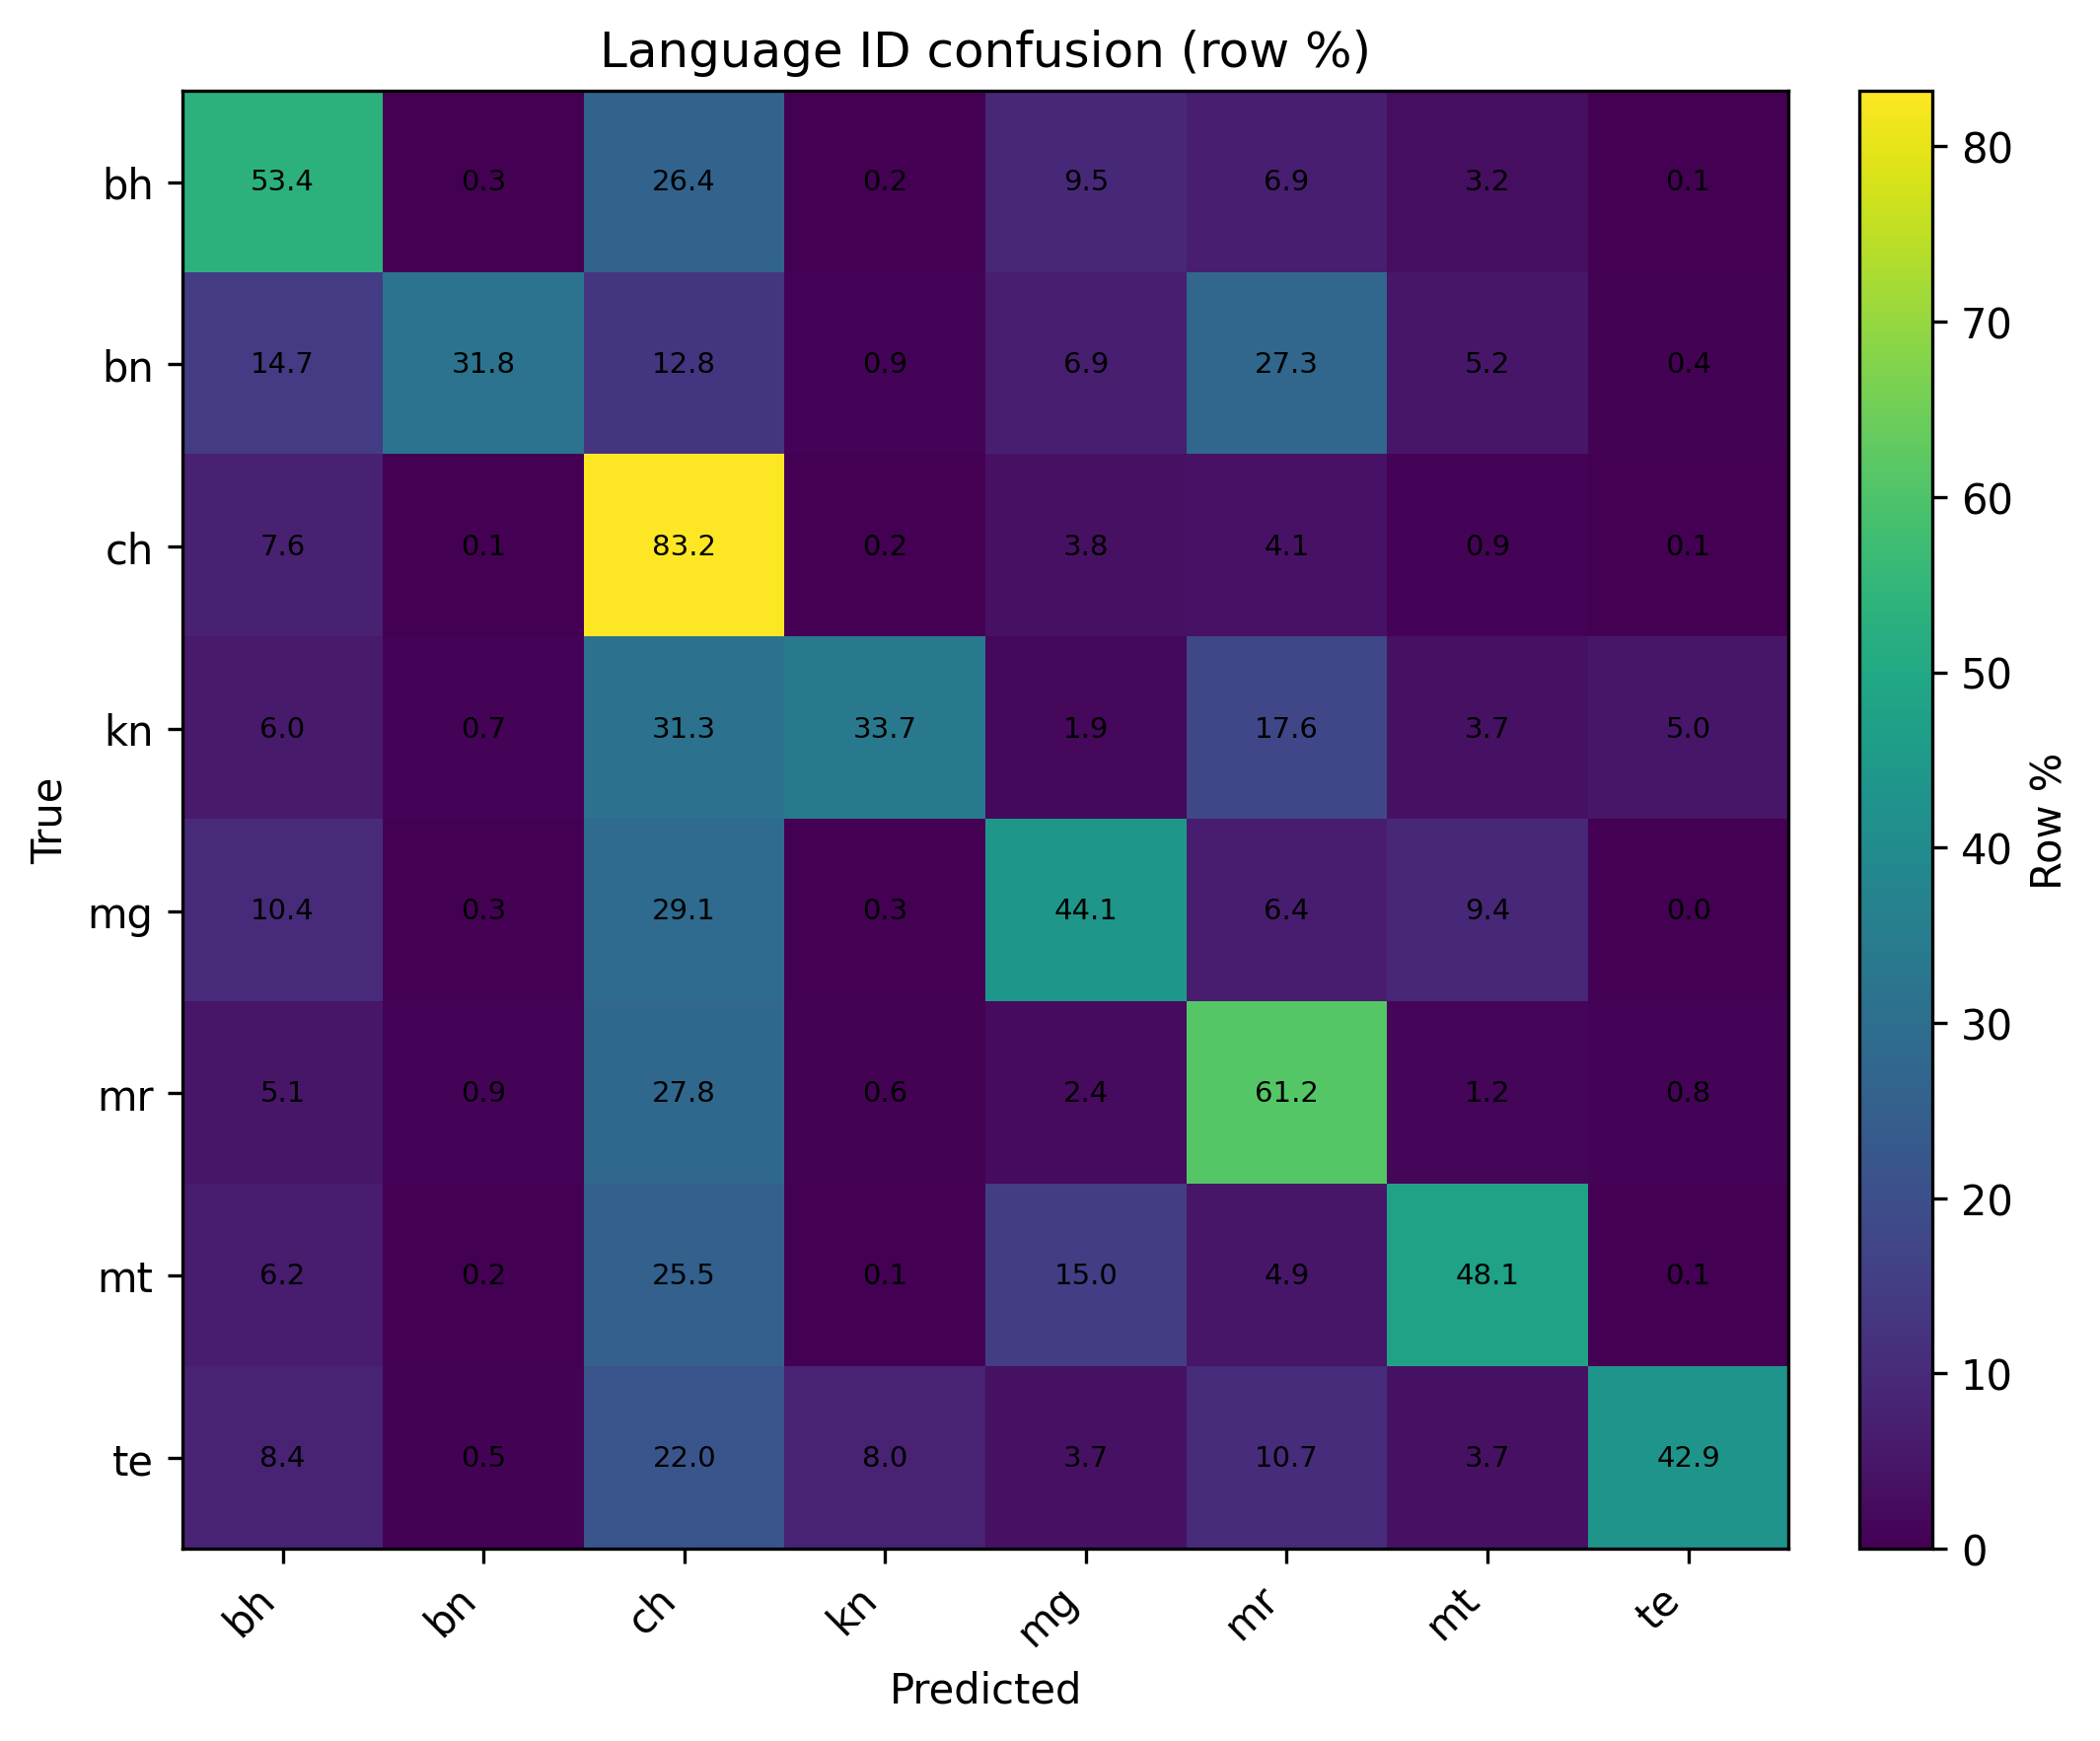 Language ID confusion (row %)
bh 53.4 0.3 26.4 0.2 9.5 6.9 3.2 0.1
bn 14.7 31.8 12.8 0.9 6.9 27.3 5.2 0.4
ch 7.6 0.1 83.2 0.2 3.8 4.1 0.9 0.1
kn 6.0 0.7 31.3 33.7 1.9 17.6 3.7 5.0
mg 10.4 0.3 29.1 0.3 44.1 6.4 9.4 0.0
mr 5.1 0.9 27.8 0.6 2.4 61.2 1.2 0.8
mt 6.2 0.2 25.5 0.1 15.0 4.9 48.1 0.1
te 8.4 0.5 22.0 8.0 3.7 10.7 3.7 42.9
bh bn ch kn mg mr mt te
Predicted
True
80
70
60
50
40
30
20
10
0
Row %